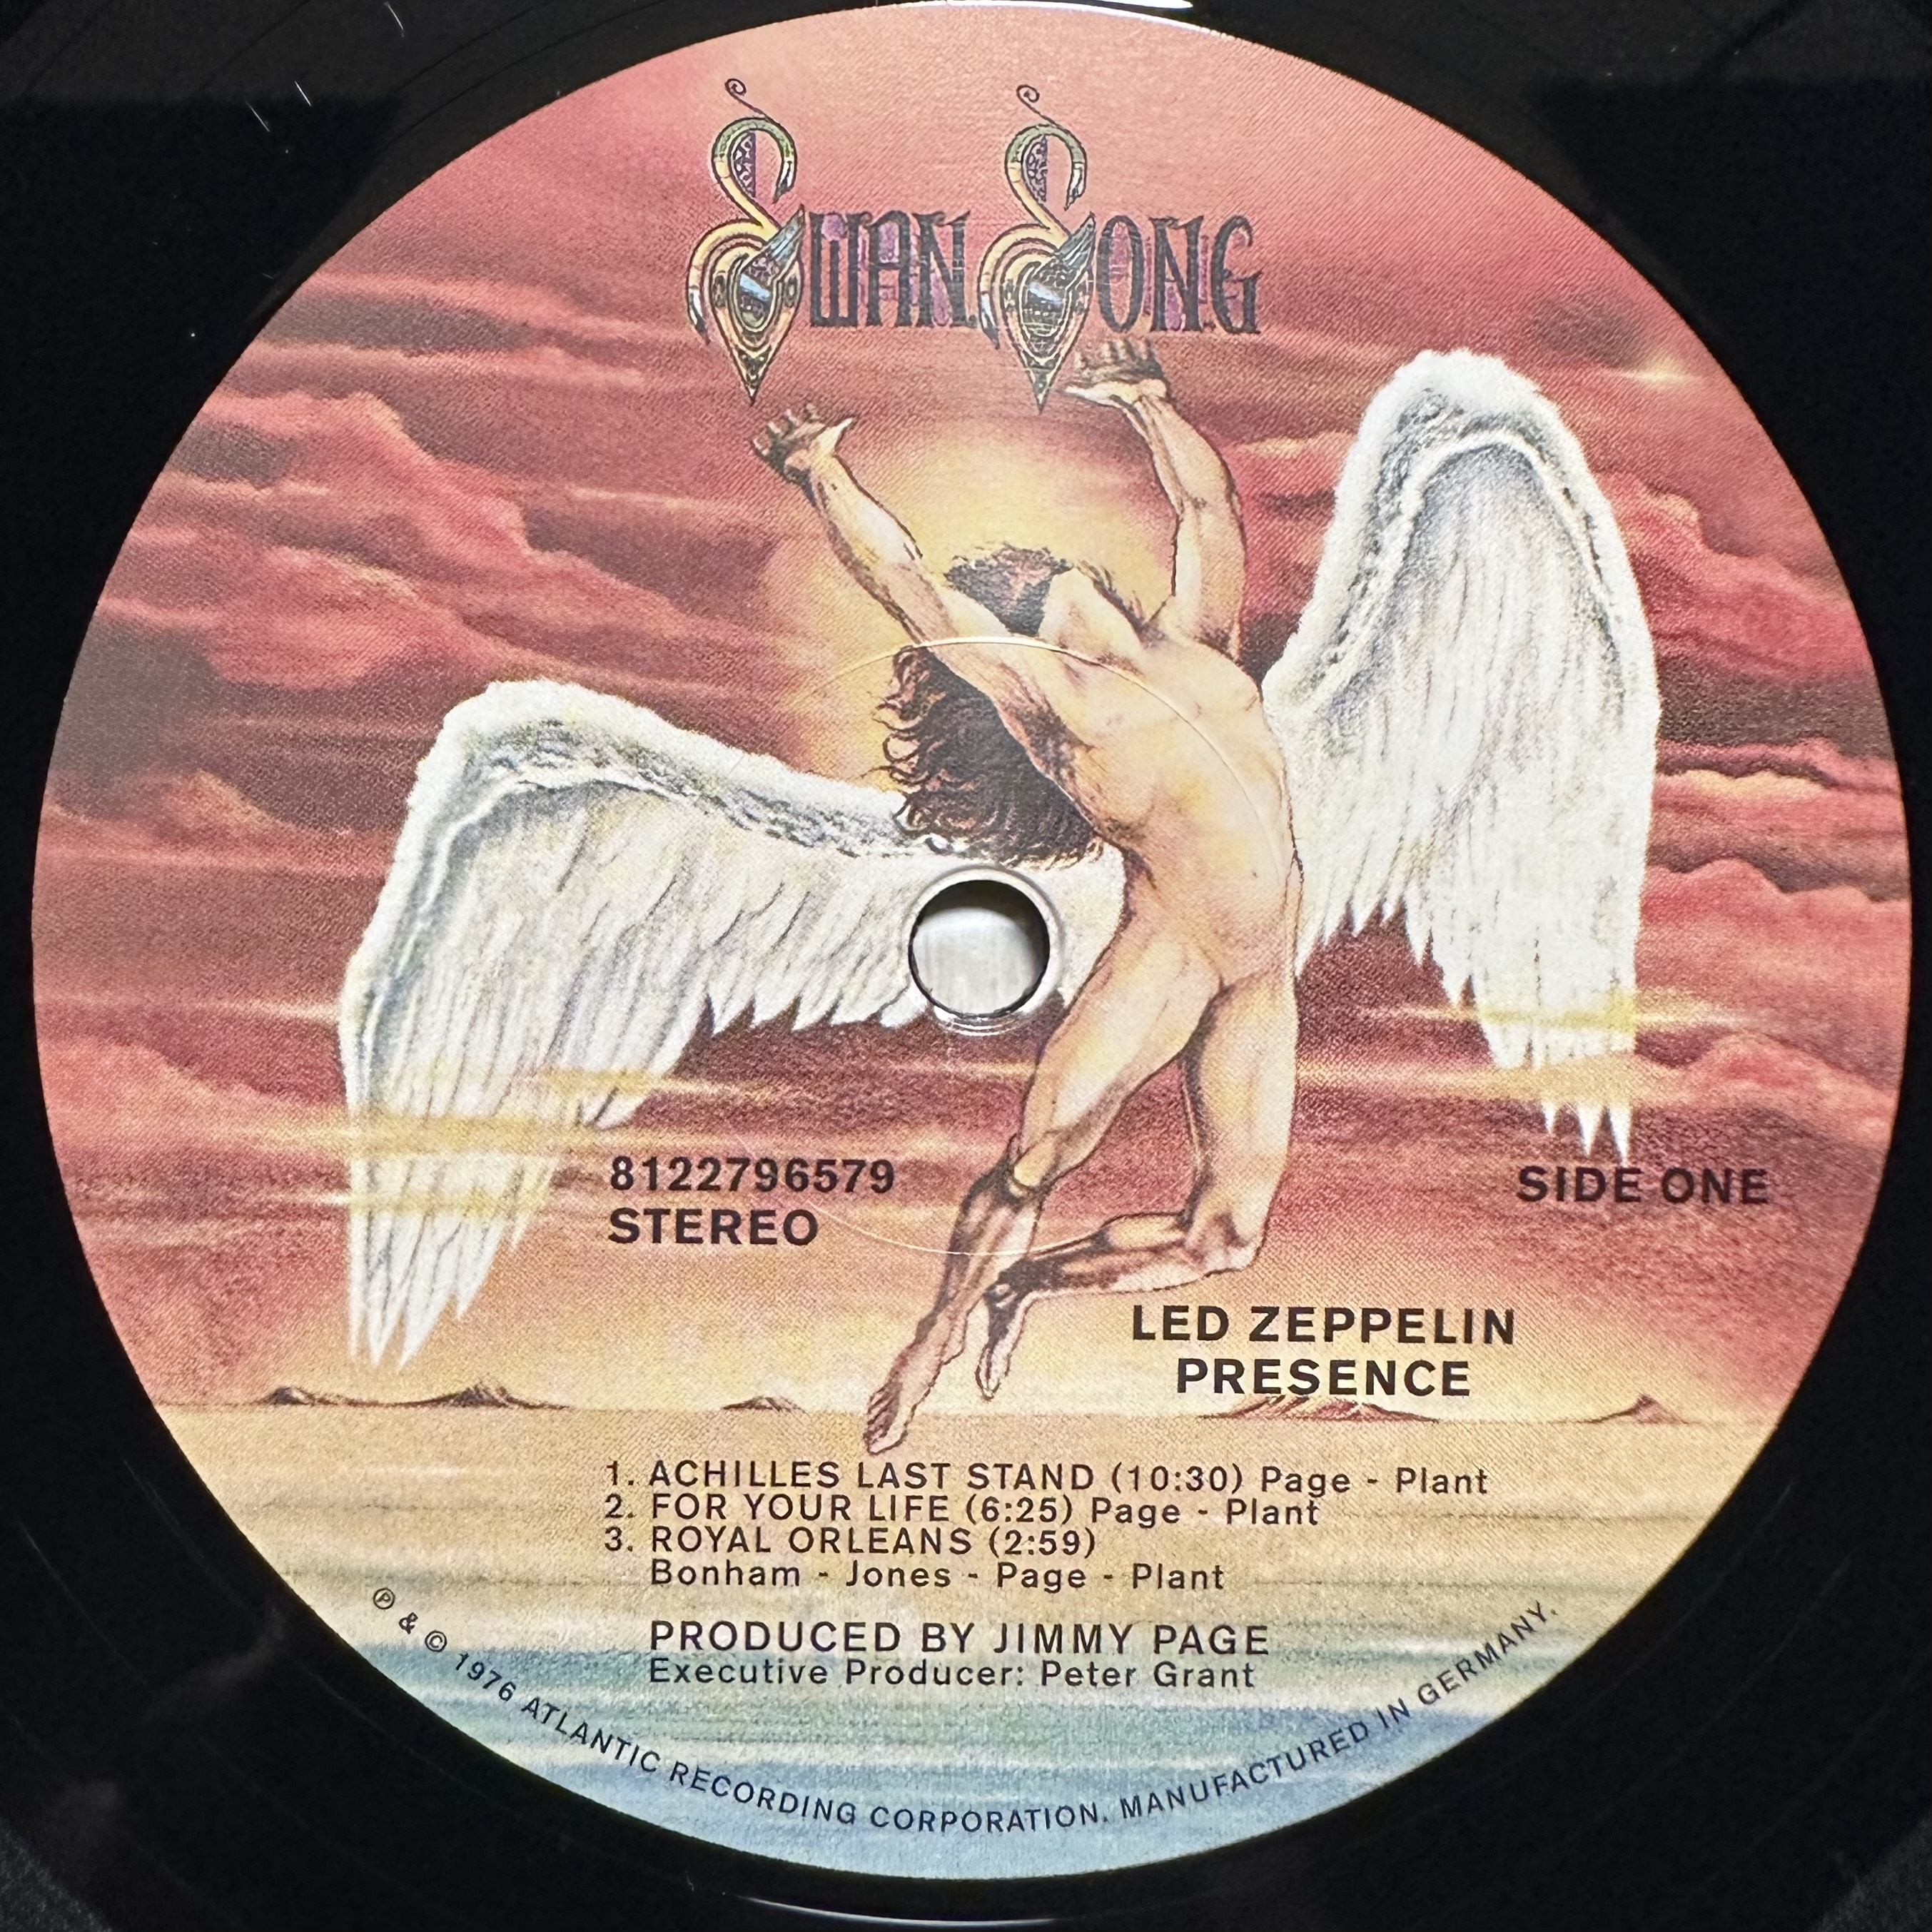 SWAN SONG
8122796579
STEREO
SIDE ONE
LED ZEPPELIN
PRESENCE
1. ACHILLES LAST STAND (10:30) Page - Plant
2. FOR YOUR LIFE (6:25) Page - Plant
3. ROYAL ORLEANS (2:59)
Bonham - Jones - Page - Plant
PRODUCED BY JIMMY PAGE
Executive Producer: Peter Grant
℗ & © 1976 ATLANTIC RECORDING CORPORATION. MANUFACTURED IN GERMANY.